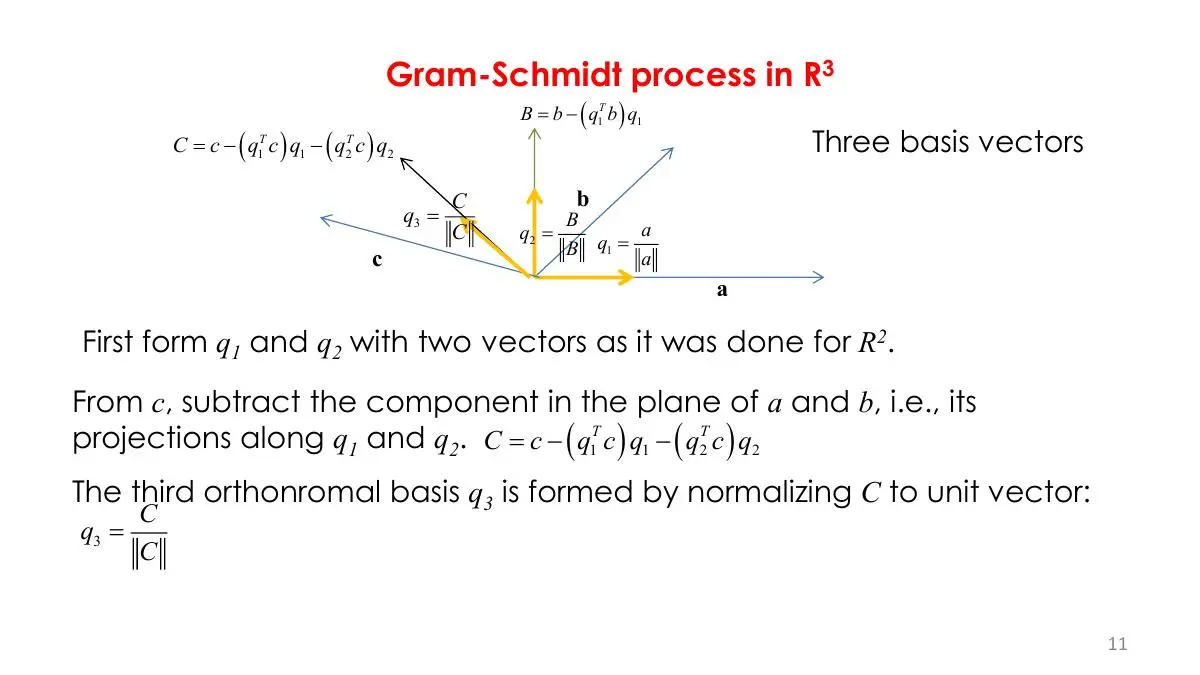 Gram-Schmidt process in R³
B = b − (q₁ᵀb) q₁
Three basis vectors
C = c − (q₁ᵀc) q₁ − (q₂ᵀc) q₂
b
q₃ = C / ‖C‖
q₂ = B / ‖B‖
q₁ = a / ‖a‖
c
a
First form q₁ and q₂ with two vectors as it was done for R².
From c, subtract the component in the plane of a and b, i.e., its
projections along q₁ and q₂. C = c − (q₁ᵀc) q₁ − (q₂ᵀc) q₂
The third orthonromal basis q₃ is formed by normalizing C to unit vector:
q₃ = C / ‖C‖
11